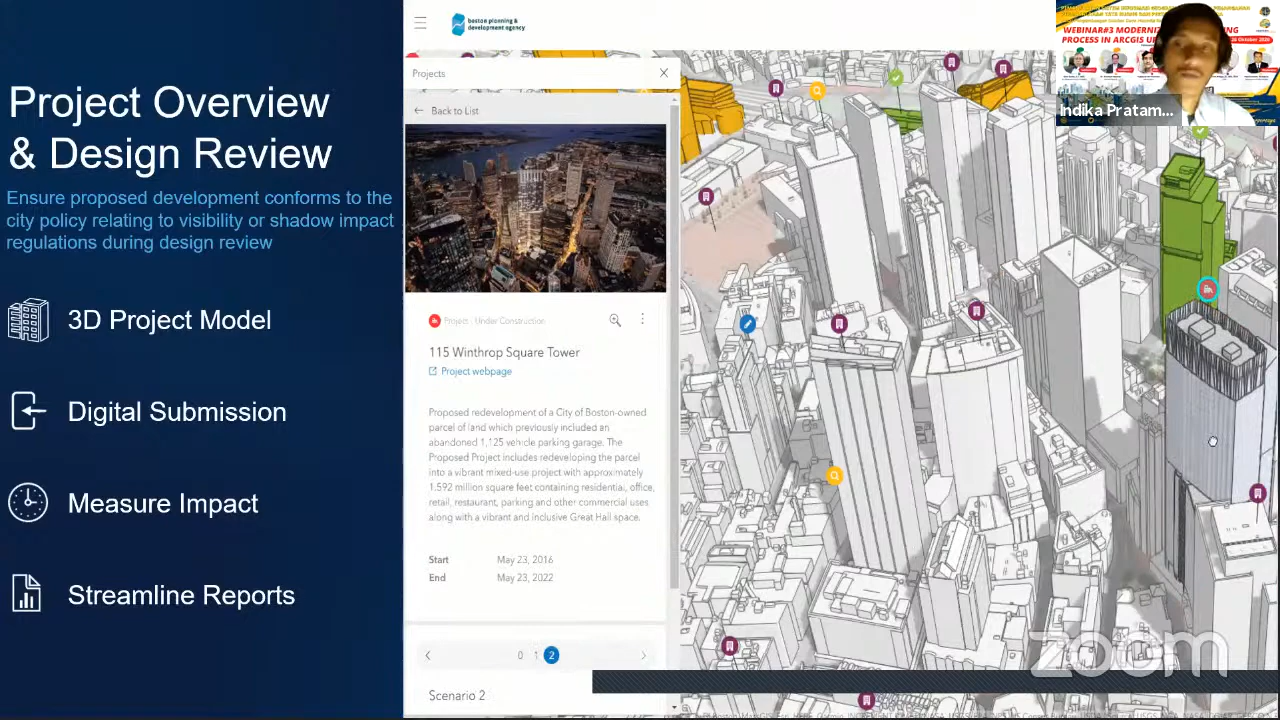 Project Overview
& Design Review
Ensure proposed development conforms to the
city policy relating to visibility or shadow impact
regulations during design review
3D Project Model
Digital Submission
Measure Impact
Streamline Reports
boston planning &
development agency
Projects
Back to List
Project - Under Construction
115 Winthrop Square Tower
Project webpage
Proposed redevelopment of a City of Boston-owned
parcel of land which previously included an
abandoned 1,125 vehicle parking garage. The
Proposed Project includes redeveloping the parcel
into a vibrant mixed-use project with approximately
1.592 million square feet containing residential, office,
retail, restaurant, parking and other commercial uses
along with a vibrant and inclusive Great Hall space.
Start May 23, 2016
End May 23, 2022
0 1 2
Scenario 2
WEBINAR#3 MODERNIZ
PROCESS IN ARCGIS U
October 2020
Indika Pratam...
zoom